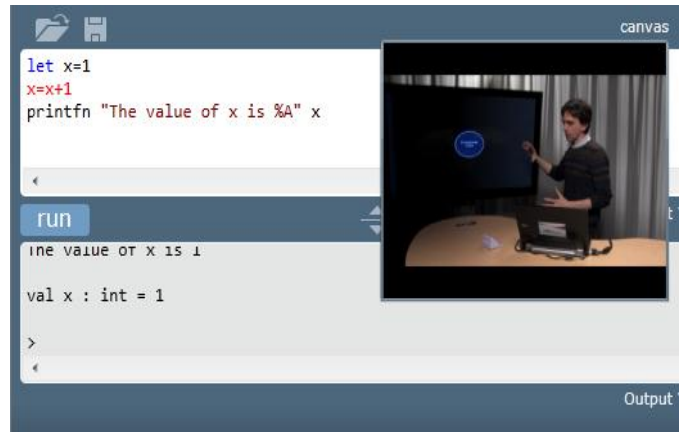 canvas
let x=1
x=x+1
printfn "The value of x is %A" x
run
The value of x is 1
val x : int = 1
>
Output